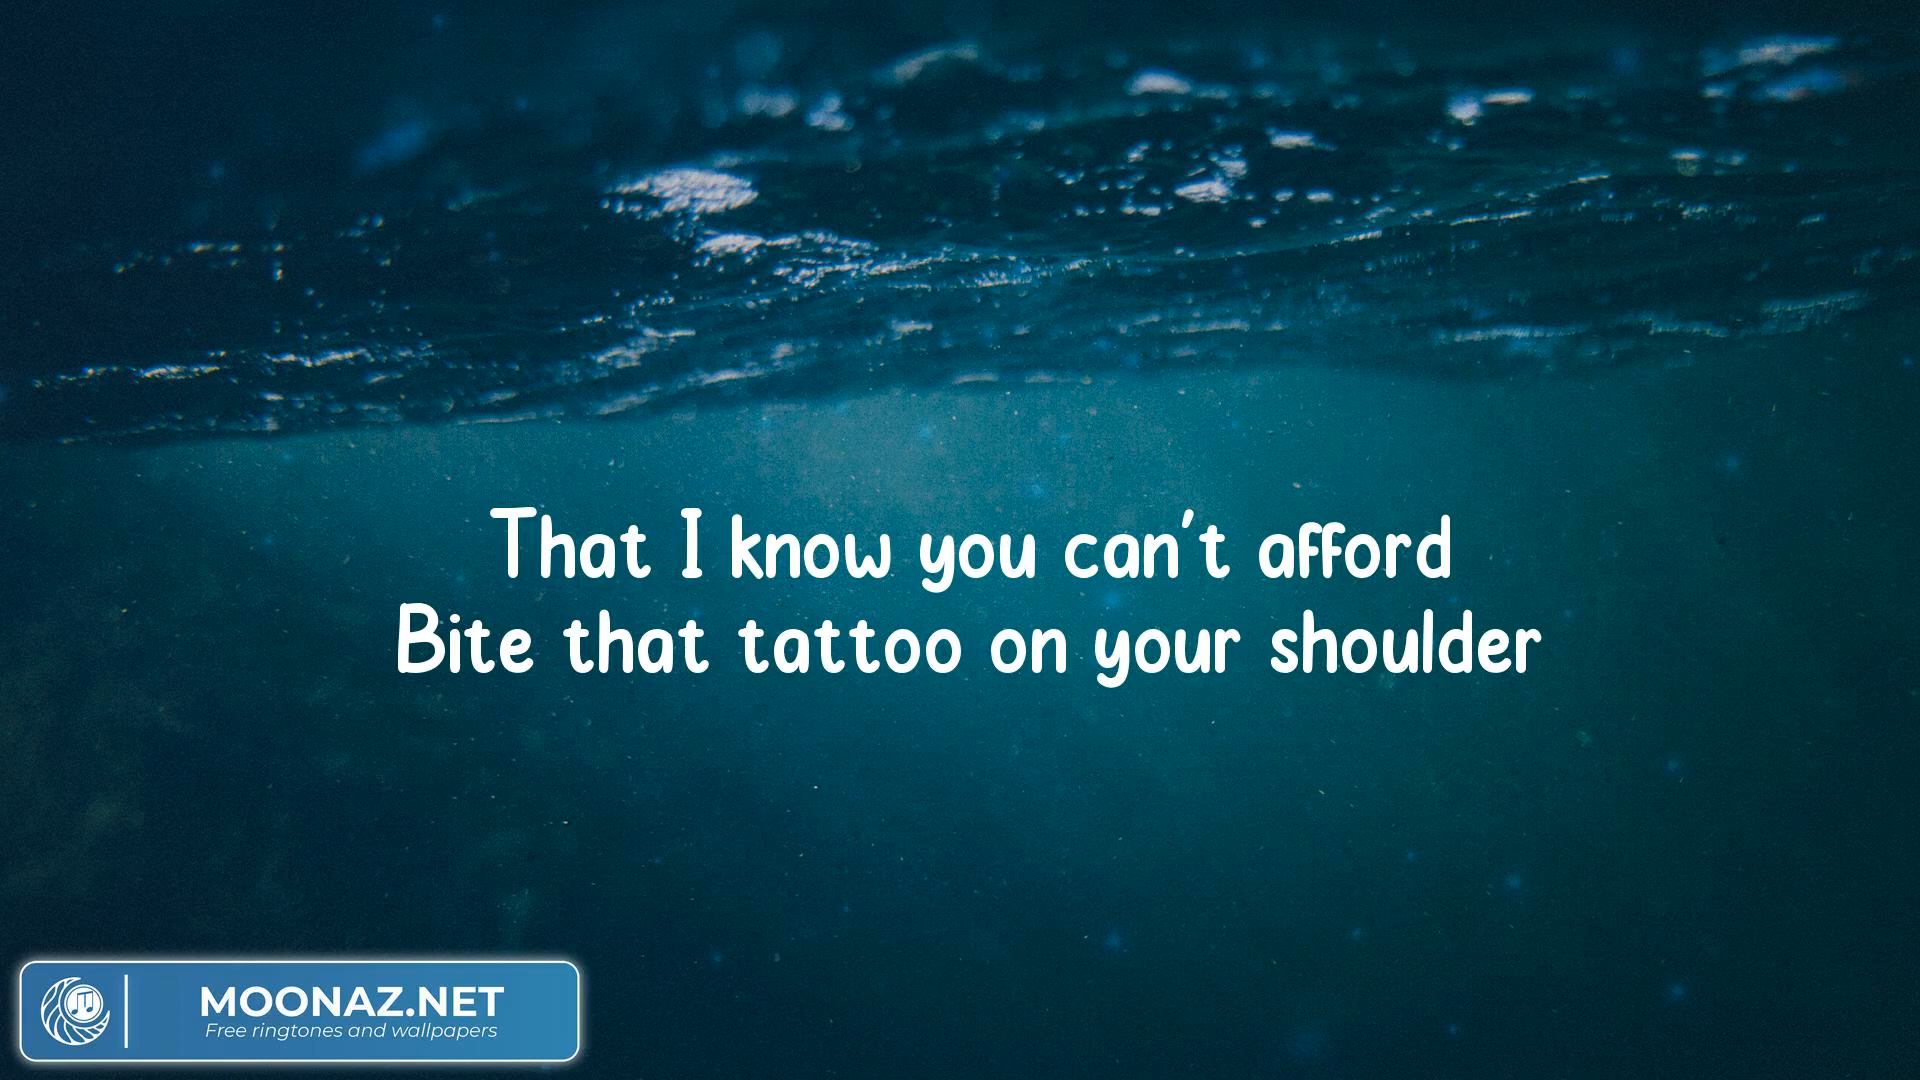 That I know you can't afford
Bite that tattoo on your shoulder
MOONAZ.NET
Free ringtones and wallpapers